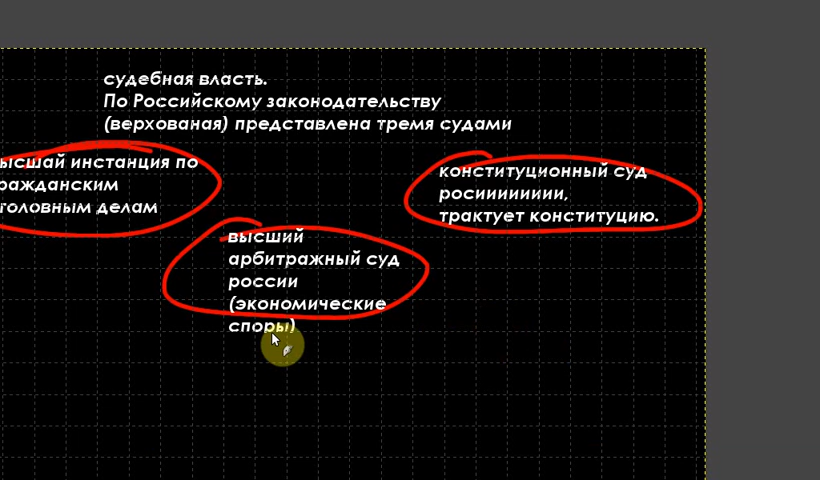 судебная власть.
По Российскому законодательству
(верхованая) представлена тремя судами
ысшай инстанция по
ражданским
головным делам
высший
арбитражный суд
россии
(экономические
споры)
конституционный суд
росииииииии,
трактует конституцию.